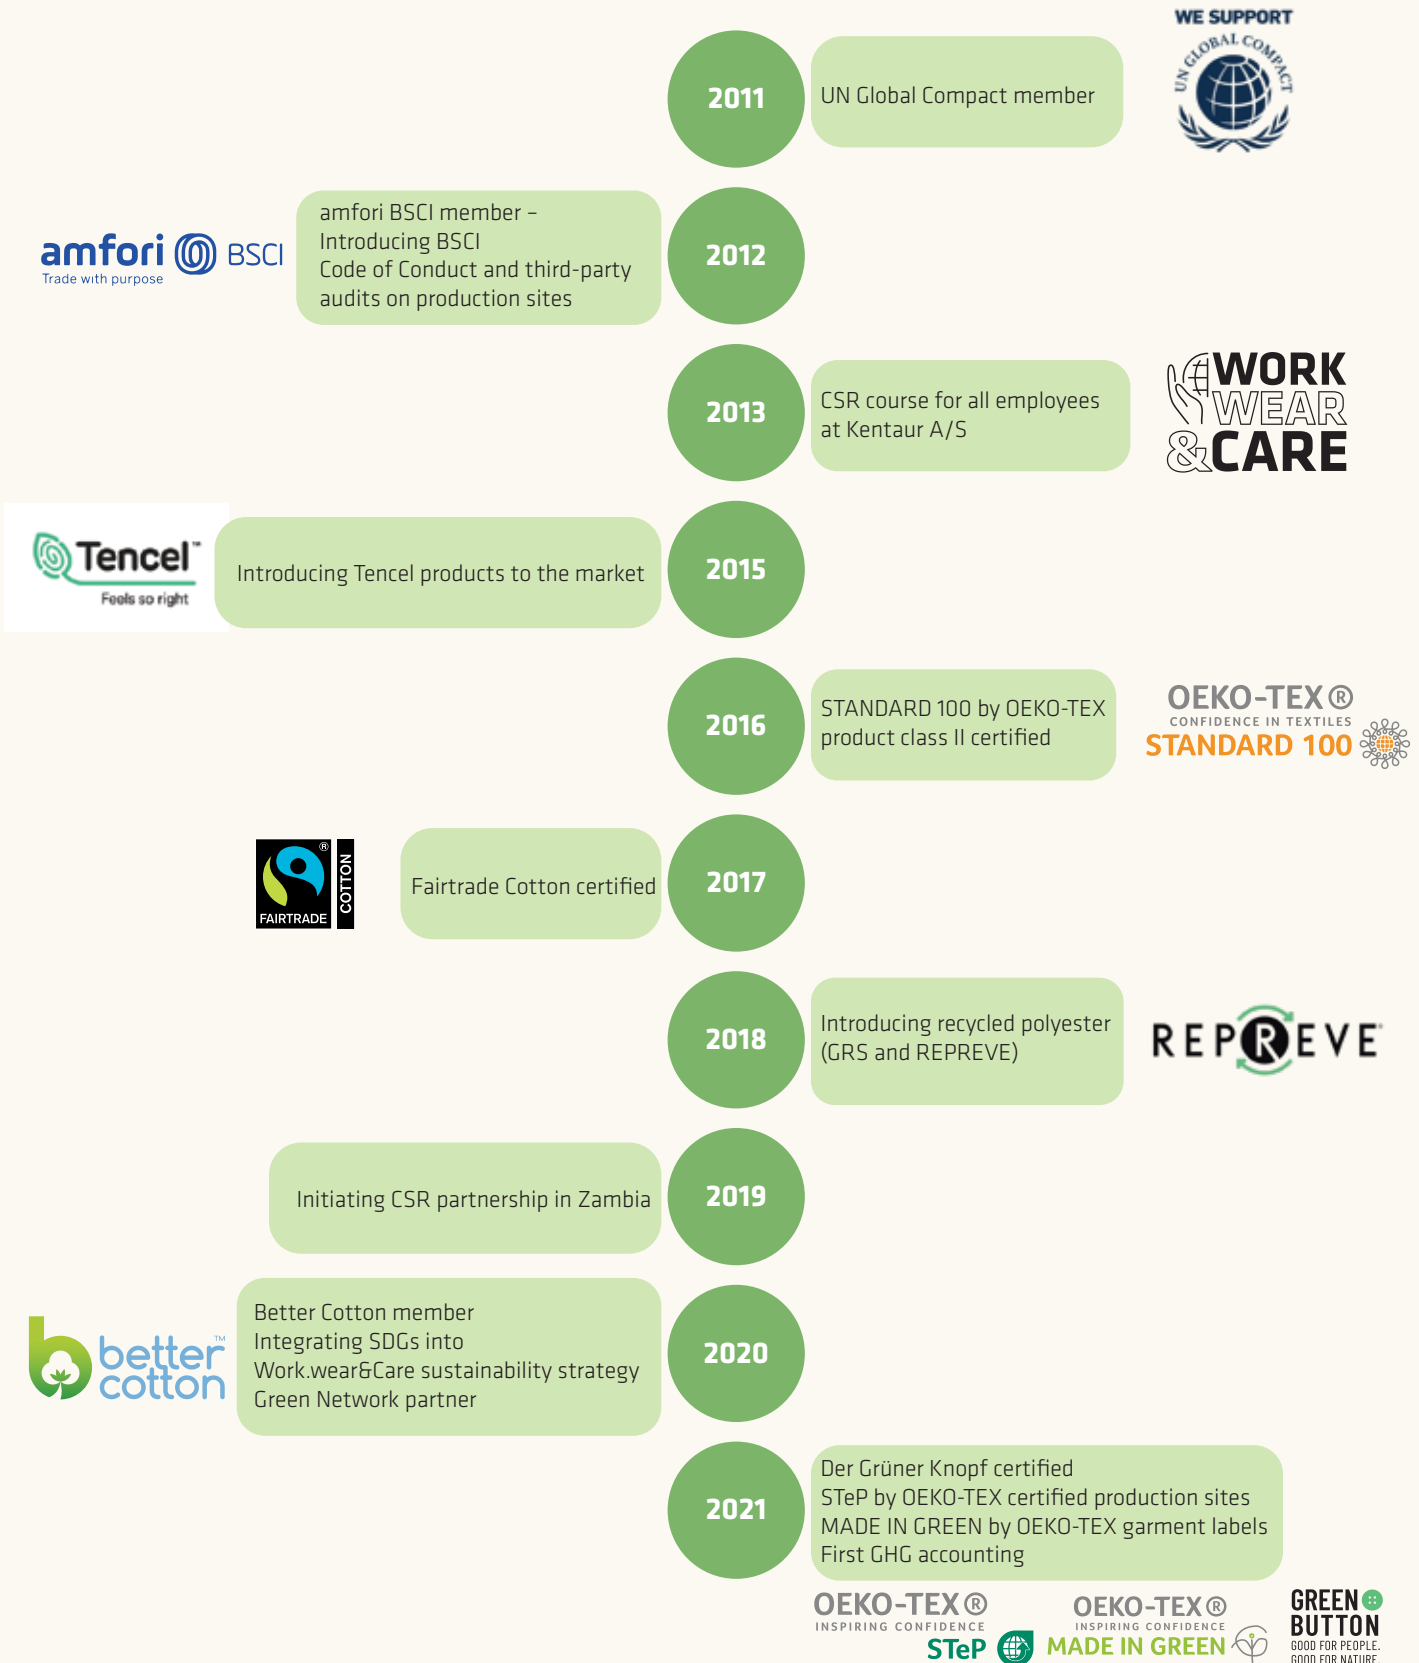 WE SUPPORT
UN GLOBAL COMPACT
2011
UN Global Compact member
amfori BSCI
Trade with purpose
amfori BSCI member –
Introducing BSCI
Code of Conduct and third-party
audits on production sites
2012
2013
CSR course for all employees
at Kentaur A/S
WORK
WEAR
&CARE
Tencel™
Feels so right
Introducing Tencel products to the market
2015
2016
STANDARD 100 by OEKO-TEX
product class II certified
OEKO-TEX®
CONFIDENCE IN TEXTILES
STANDARD 100
®
FAIRTRADE
COTTON
Fairtrade Cotton certified
2017
2018
Introducing recycled polyester
(GRS and REPREVE)
REPREVE
Initiating CSR partnership in Zambia
2019
better™
cotton
Better Cotton member
Integrating SDGs into
Work.wear&Care sustainability strategy
Green Network partner
2020
2021
Der Grüner Knopf certified
STeP by OEKO-TEX certified production sites
MADE IN GREEN by OEKO-TEX garment labels
First GHG accounting
OEKO-TEX®
INSPIRING CONFIDENCE
STeP
OEKO-TEX®
INSPIRING CONFIDENCE
MADE IN GREEN
GREEN
BUTTON
GOOD FOR PEOPLE.
GOOD FOR NATURE.